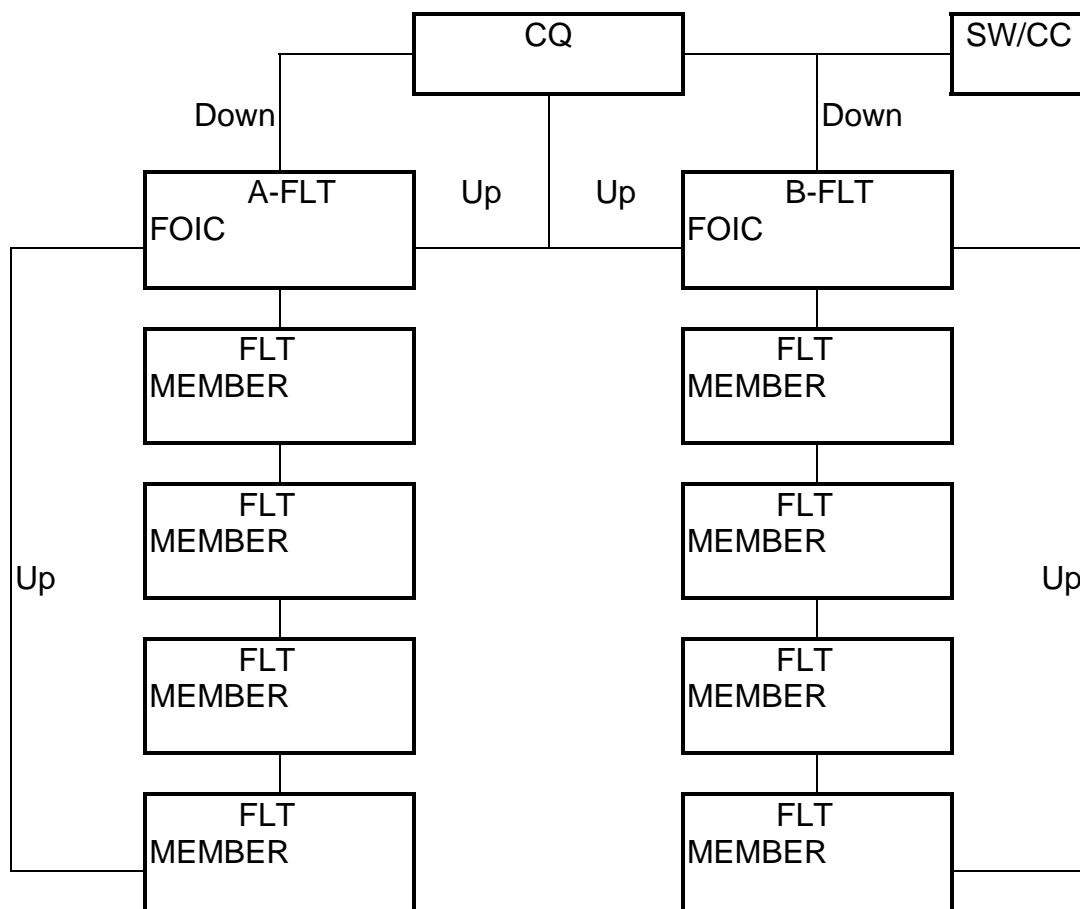 CQ
SW/CC
Down
Down
A-FLT
FOIC
Up
Up
B-FLT
FOIC
FLT
MEMBER
FLT
MEMBER
FLT
MEMBER
FLT
MEMBER
Up
Up
FLT
MEMBER
FLT
MEMBER
FLT
MEMBER
FLT
MEMBER